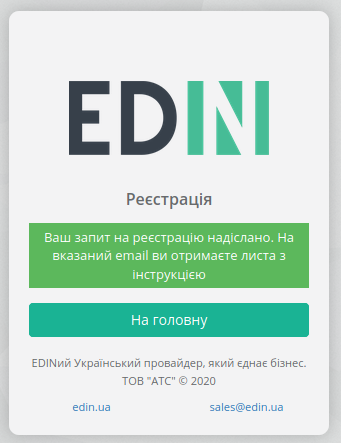 EDIN
Реєстрація
Ваш запит на реєстрацію надіслано. На
вказаний email ви отримаєте листа з
інструкцією
На головну
EDINий Український провайдер, який єднає бізнес.
ТОВ "АТС" © 2020
edin.ua
sales@edin.ua